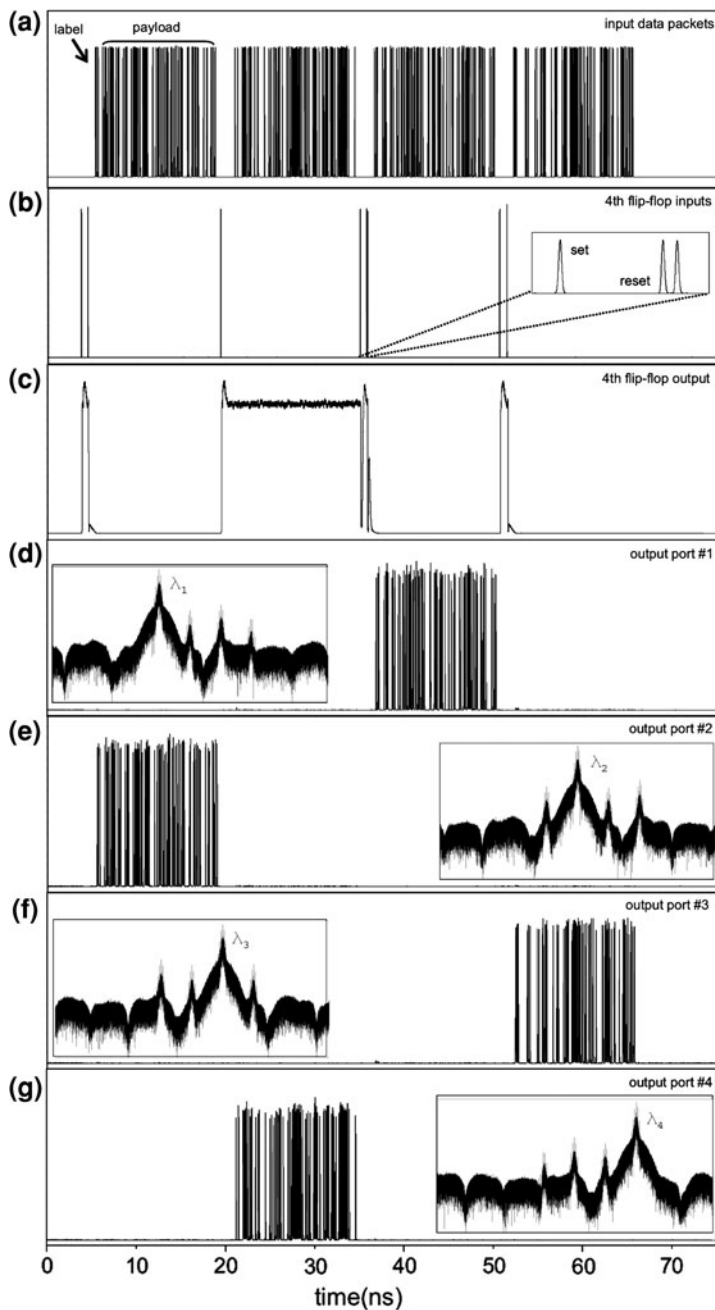 (a)
label
payload
input data packets
(b)
4th flip-flop inputs
set
reset
(c)
4th flip-flop output
(d)
output port #1
λ₁
(e)
output port #2
λ₂
(f)
output port #3
λ₃
(g)
output port #4
λ₄
0 10 20 30 40 50 60 70
time(ns)